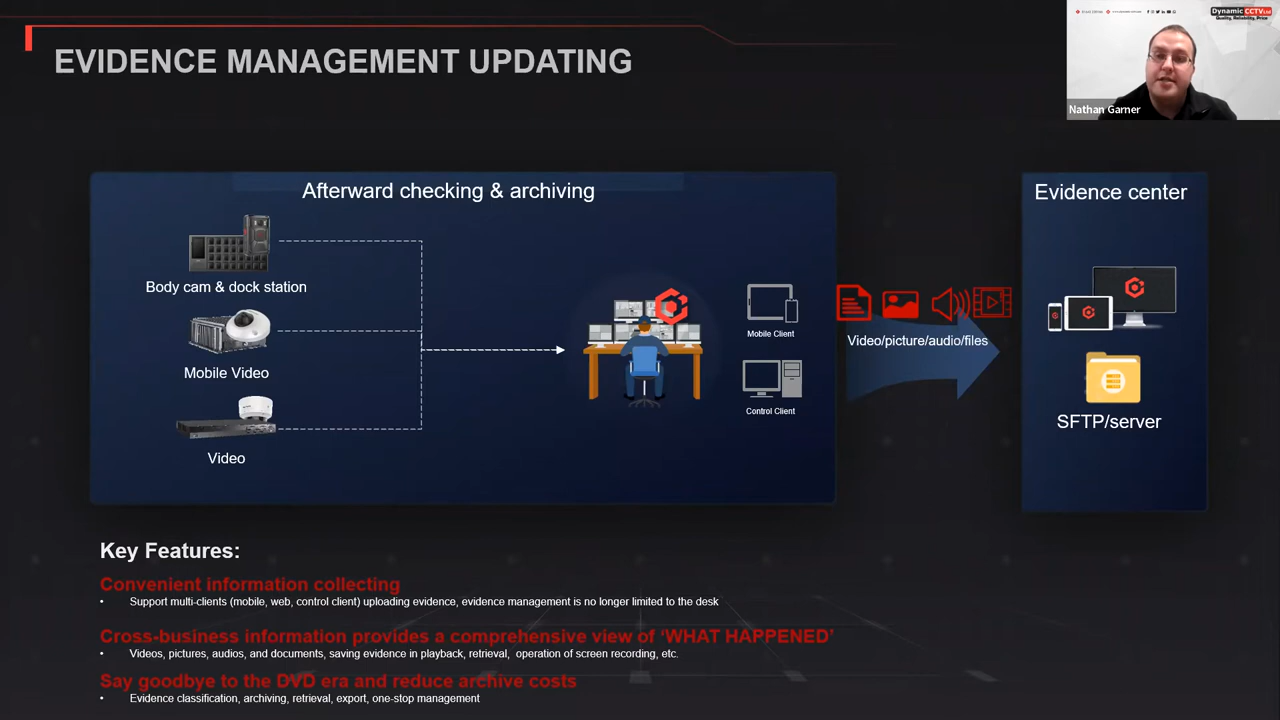 EVIDENCE MANAGEMENT UPDATING
Dynamic CCTV Ltd
Quality, Reliability, Price
Nathan Garner
Afterward checking & archiving
Evidence center
Body cam & dock station
Mobile Video
Video
Mobile Client
Control Client
Video/picture/audio/files
SFTP/server
Key Features:
Convenient information collecting
• Support multi-clients (mobile, web, control client) uploading evidence, evidence management is no longer limited to the desk
Cross-business information provides a comprehensive view of ‘WHAT HAPPENED’
• Videos, pictures, audios, and documents, saving evidence in playback, retrieval, operation of screen recording, etc.
Say goodbye to the DVD era and reduce archive costs
• Evidence classification, archiving, retrieval, export, one-stop management